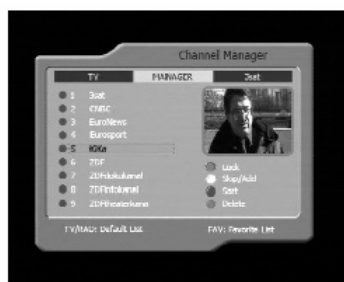 Channel Manager
TV MANAGER 3sat
1 3sat
2 CNBC
3 EuroNews
4 Eurosport
5 KiKa
6 ZDF
7 ZDFdokukanal
8 ZDFinfokanal
9 ZDFtheaterkana
Lock
Skip/Add
Sort
Delete
TV/RAD: Default List FAV: Favorite List